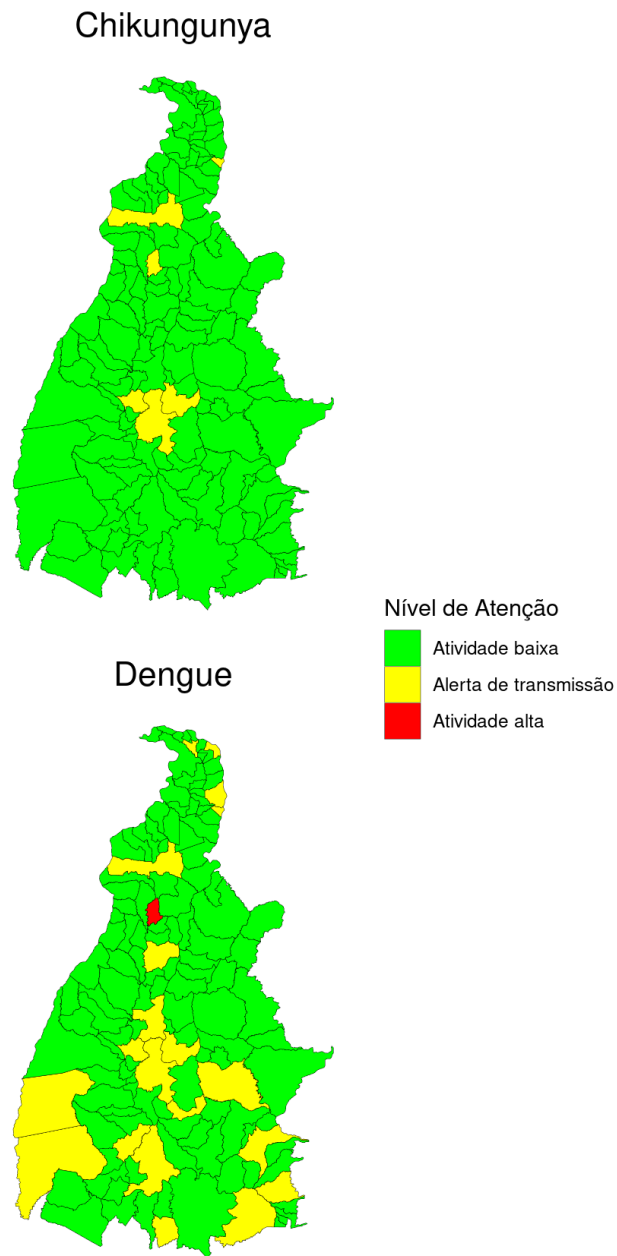 Chikungunya
Nível de Atenção
Atividade baixa
Alerta de transmissão
Atividade alta
Dengue